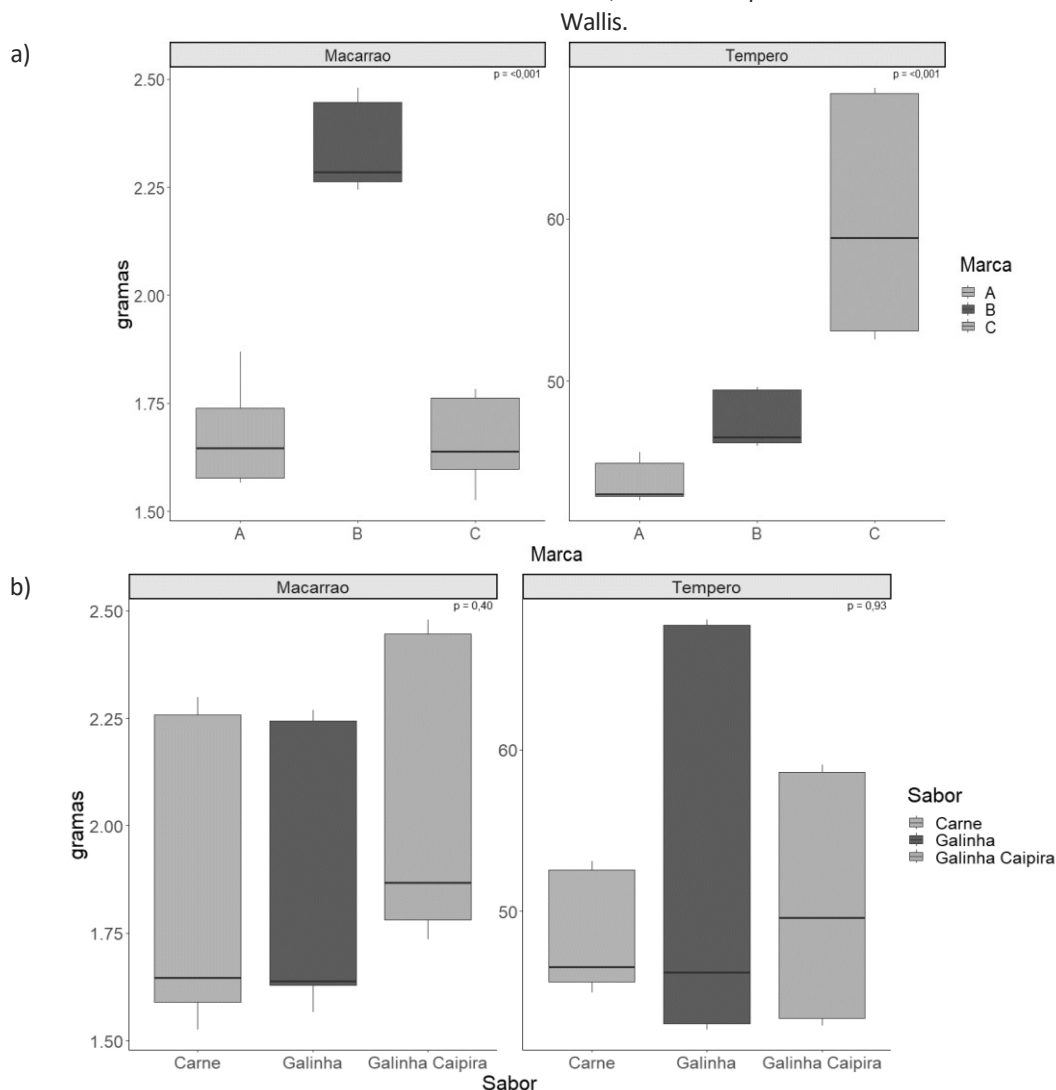 Wallis.
a)
Macarrao
Tempero
p = <0,001
p = <0,001
2.50
2.25
2.00
1.75
1.50
gramas
60
50
A
B
C
A
B
C
Marca
Marca
A
B
C
b)
Macarrao
Tempero
p = 0,40
p = 0,93
2.50
2.25
2.00
1.75
1.50
gramas
60
50
Carne
Galinha
Galinha Caipira
Carne
Galinha
Galinha Caipira
Sabor
Sabor
Carne
Galinha
Galinha Caipira